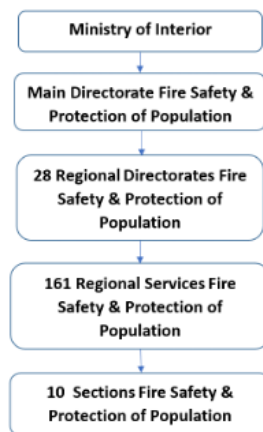 Ministry of Interior
Main Directorate Fire Safety &
Protection of Population
28 Regional Directorates Fire
Safety & Protection of
Population
161 Regional Services Fire
Safety & Protection of
Population
10 Sections Fire Safety &
Protection of Population